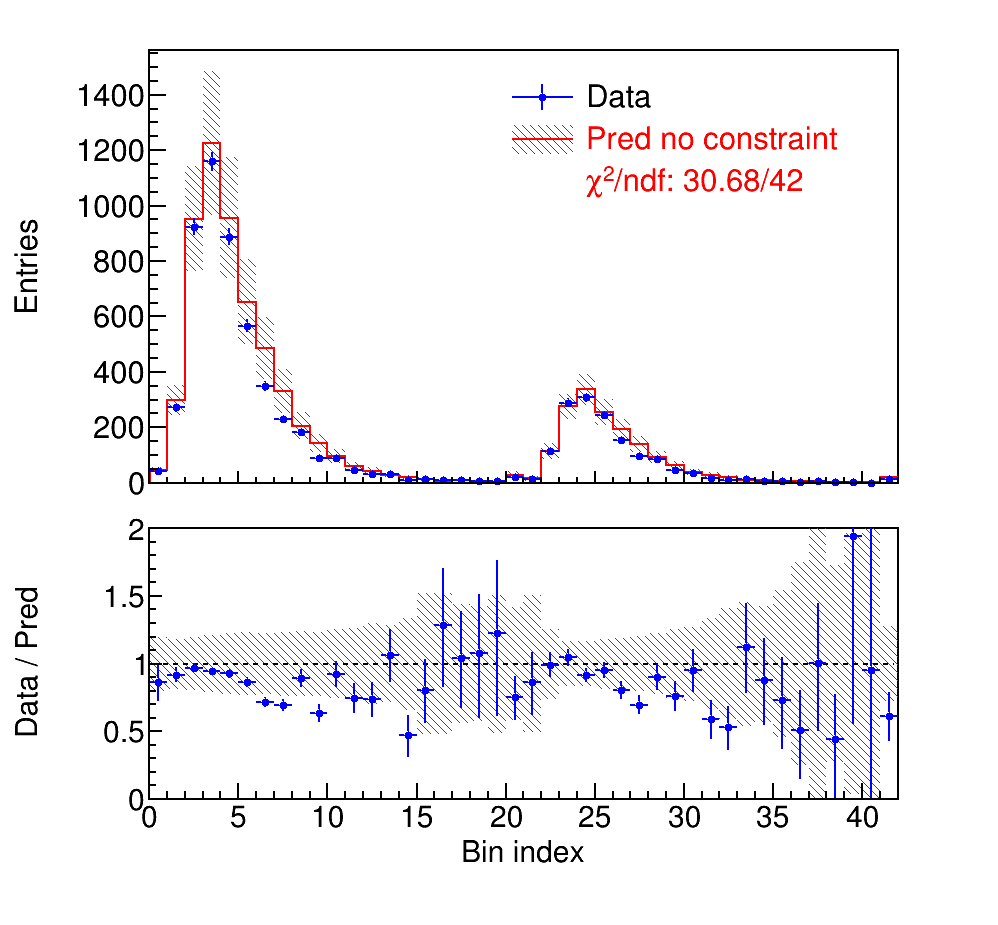 1400
1200
1000
800
600
400
200
0
Entries
Data
Pred no constraint
χ²/ndf: 30.68/42
2
1.5
1
0.5
0
Data / Pred
0 5 10 15 20 25 30 35 40
Bin index